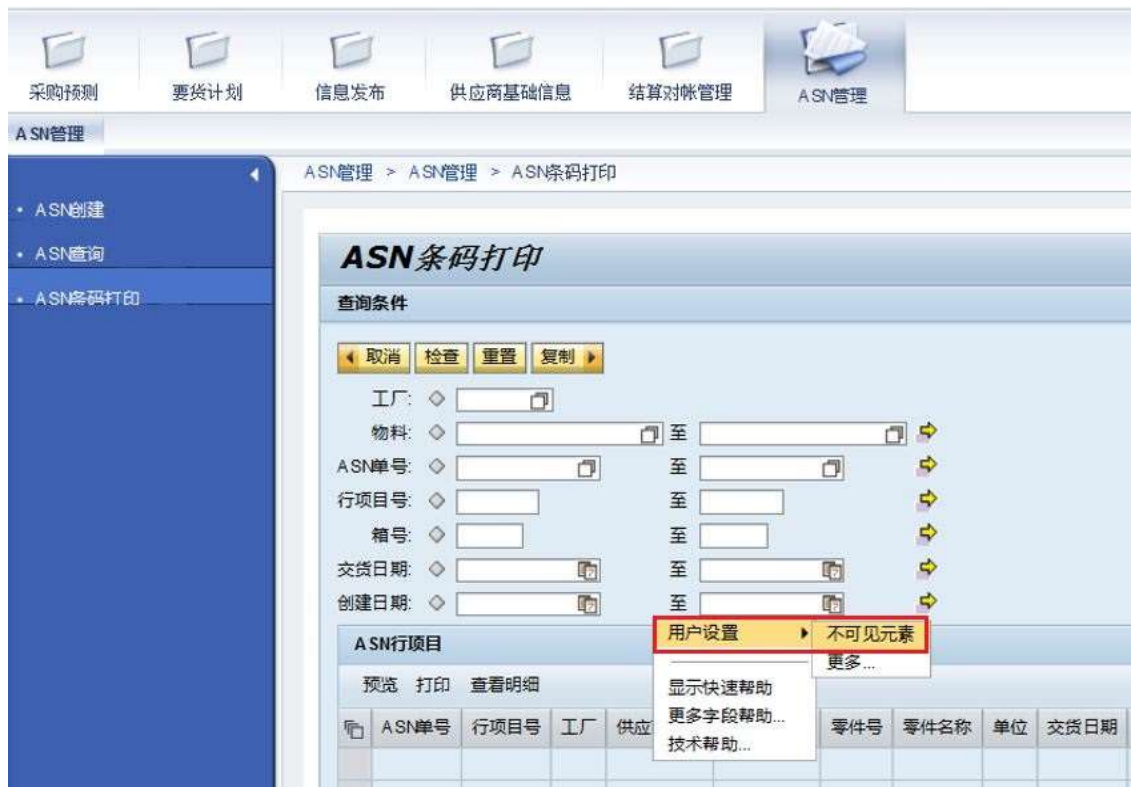 采购预测 要货计划 信息发布 供应商基础信息 结算对帐管理 ASN管理
ASN管理
ASN管理 > ASN管理 > ASN条码打印
• ASN创建
• ASN查询
• ASN条码打印
ASN条码打印
查询条件
取消 检查 重置 复制
工厂:
物料: 至
ASN单号: 至
行项目号: 至
箱号: 至
交货日期: 至
创建日期: 至
用户设置 不可见元素
更多...
显示快速帮助
更多字段帮助...
技术帮助...
ASN行项目
预览 打印 查看明细
ASN单号 行项目号 工厂 供应 零件号 零件名称 单位 交货日期